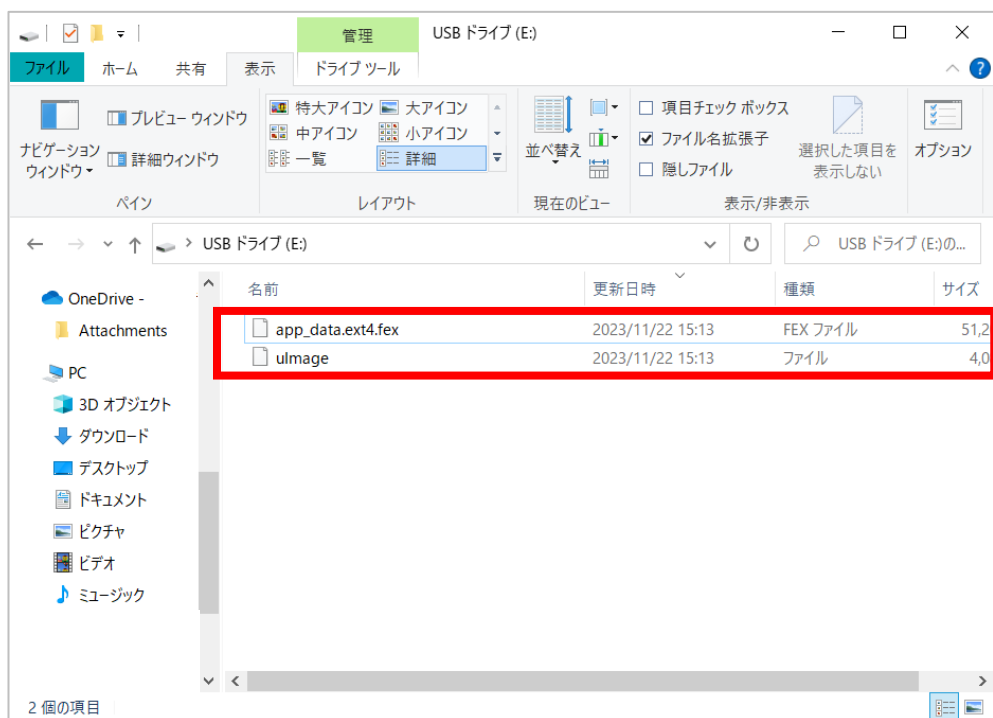 管理
USB ドライブ (E:)
ファイル ホーム 共有 表示 ドライブ ツール
ナビゲーション ウィンドウ
プレビュー ウィンドウ
詳細ウィンドウ
ペイン
特大アイコン 大アイコン
中アイコン 小アイコン
一覧 詳細
レイアウト
並べ替え
現在のビュー
項目チェック ボックス
ファイル名拡張子
隠しファイル
選択した項目を
表示しない
表示/非表示
オプション
USB ドライブ (E:)
USB ドライブ (E:)の...
名前 更新日時 種類 サイズ
app_data.ext4.fex 2023/11/22 15:13 FEX ファイル 51,2
uImage 2023/11/22 15:13 ファイル 4,0
OneDrive -
Attachments
PC
3D オブジェクト
ダウンロード
デスクトップ
ドキュメント
ピクチャ
ビデオ
ミュージック
2 個の項目